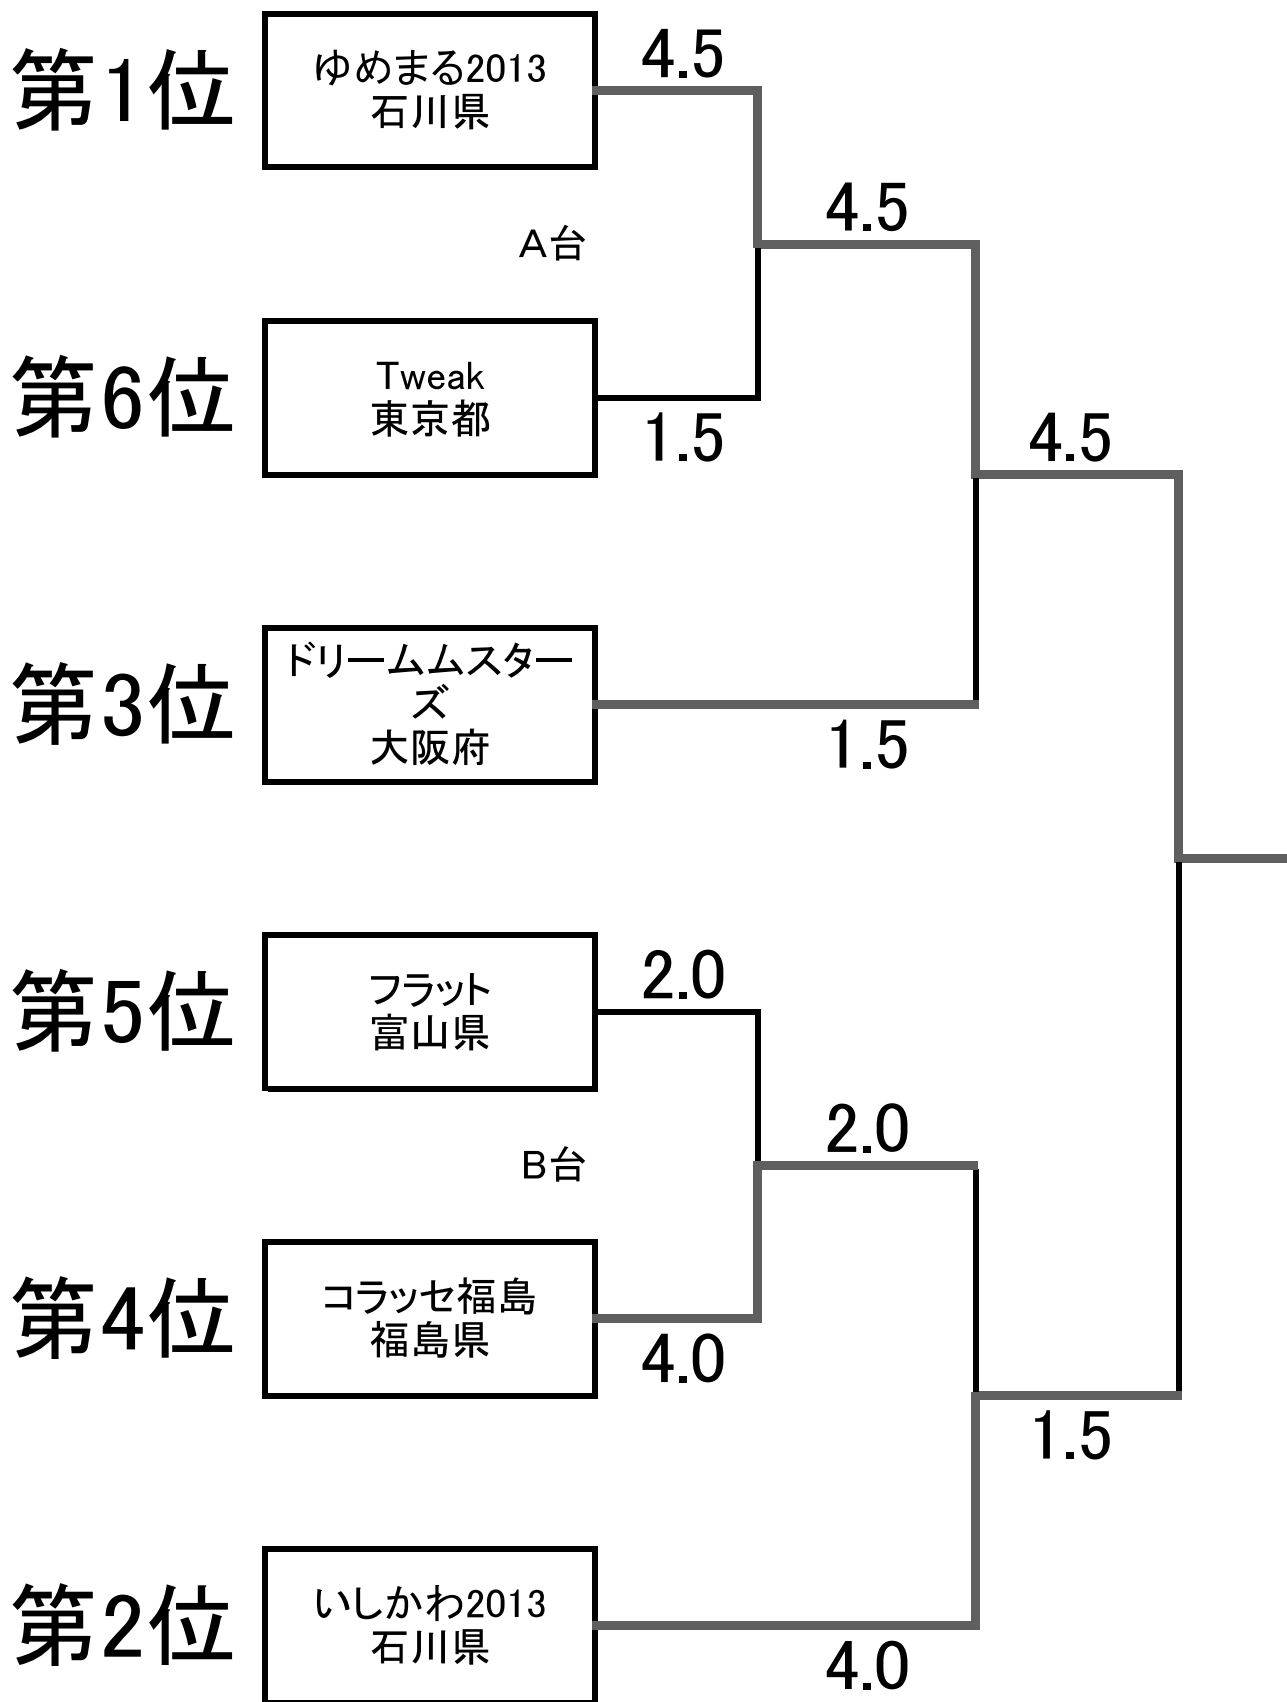 第1位
ゆめまる2013
石川県
4.5
A台
4.5
第6位
Tweak
東京都
1.5
4.5
第3位
ドリームムスター
ズ
大阪府
1.5
第5位
フラット
富山県
2.0
B台
2.0
第4位
コラッセ福島
福島県
4.0
1.5
第2位
いしかわ2013
石川県
4.0